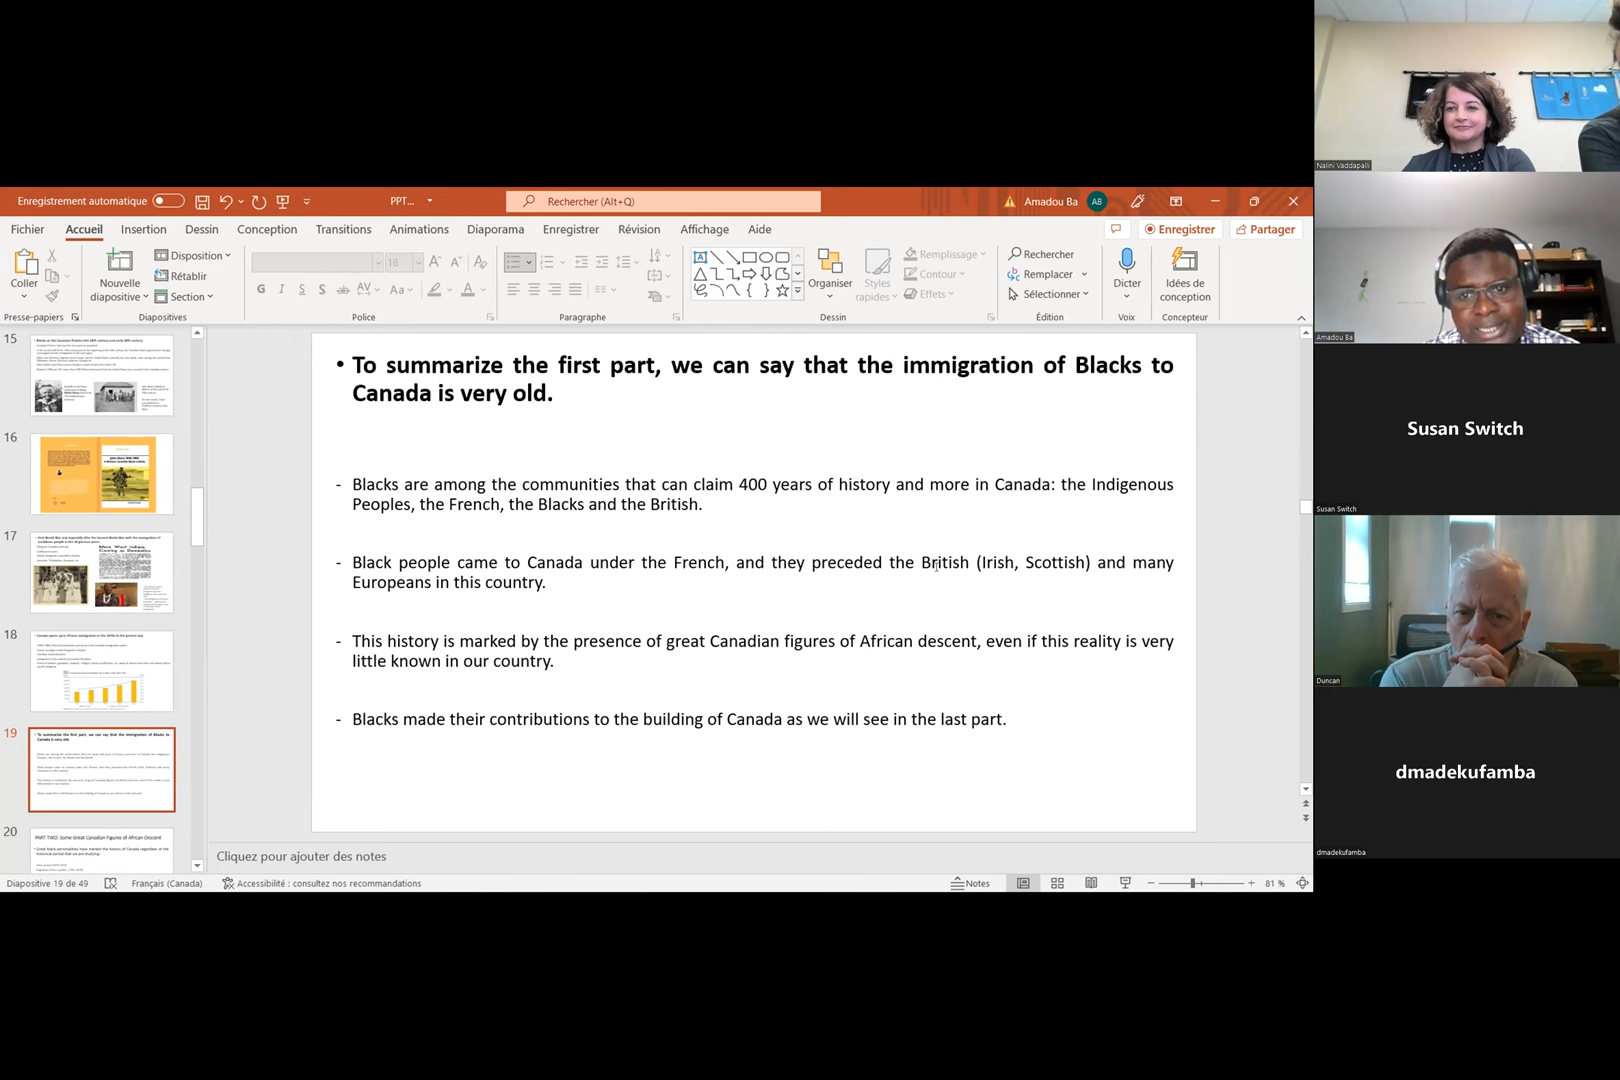 Enregistrement automatique
PPT...
Rechercher (Alt+Q)
Amadou Ba
AB
Fichier
Accueil
Insertion
Dessin
Conception
Transitions
Animations
Diaporama
Enregistrer
Révision
Affichage
Aide
Enregistrer
Partager
Coller
Nouvelle
diapositive
Disposition
Rétablir
Section
18
Organiser
Styles
rapides
Remplissage
Contour
Effets
Rechercher
Remplacer
Sélectionner
Dicter
Idées de
conception
Presse-papiers
Diapositives
Police
Paragraphe
Dessin
Édition
Voix
Concepteur
15
16
17
18
19
20
PART TWO: Some Great Canadian Figures of African Descent
• To summarize the first part, we can say that the immigration of Blacks to
Canada is very old.
- Blacks are among the communities that can claim 400 years of history and more in Canada: the Indigenous
Peoples, the French, the Blacks and the British.
- Black people came to Canada under the French, and they preceded the British (Irish, Scottish) and many
Europeans in this country.
- This history is marked by the presence of great Canadian figures of African descent, even if this reality is very
little known in our country.
- Blacks made their contributions to the building of Canada as we will see in the last part.
Cliquez pour ajouter des notes
Diapositive 19 de 49
Français (Canada)
Accessibilité : consultez nos recommandations
Notes
81 %
Nalini Vaddapalli
Amadou Ba
Susan Switch
Susan Switch
Duncan
dmadekufamba
dmadekufamba